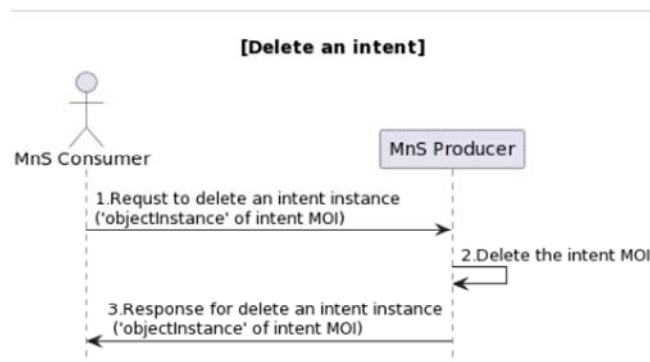 [Delete an intent]
MnS Consumer
MnS Producer
1.Requst to delete an intent instance
('objectInstance' of intent MOI)
2.Delete the intent MOI
3.Response for delete an intent instance
('objectInstance' of intent MOI)